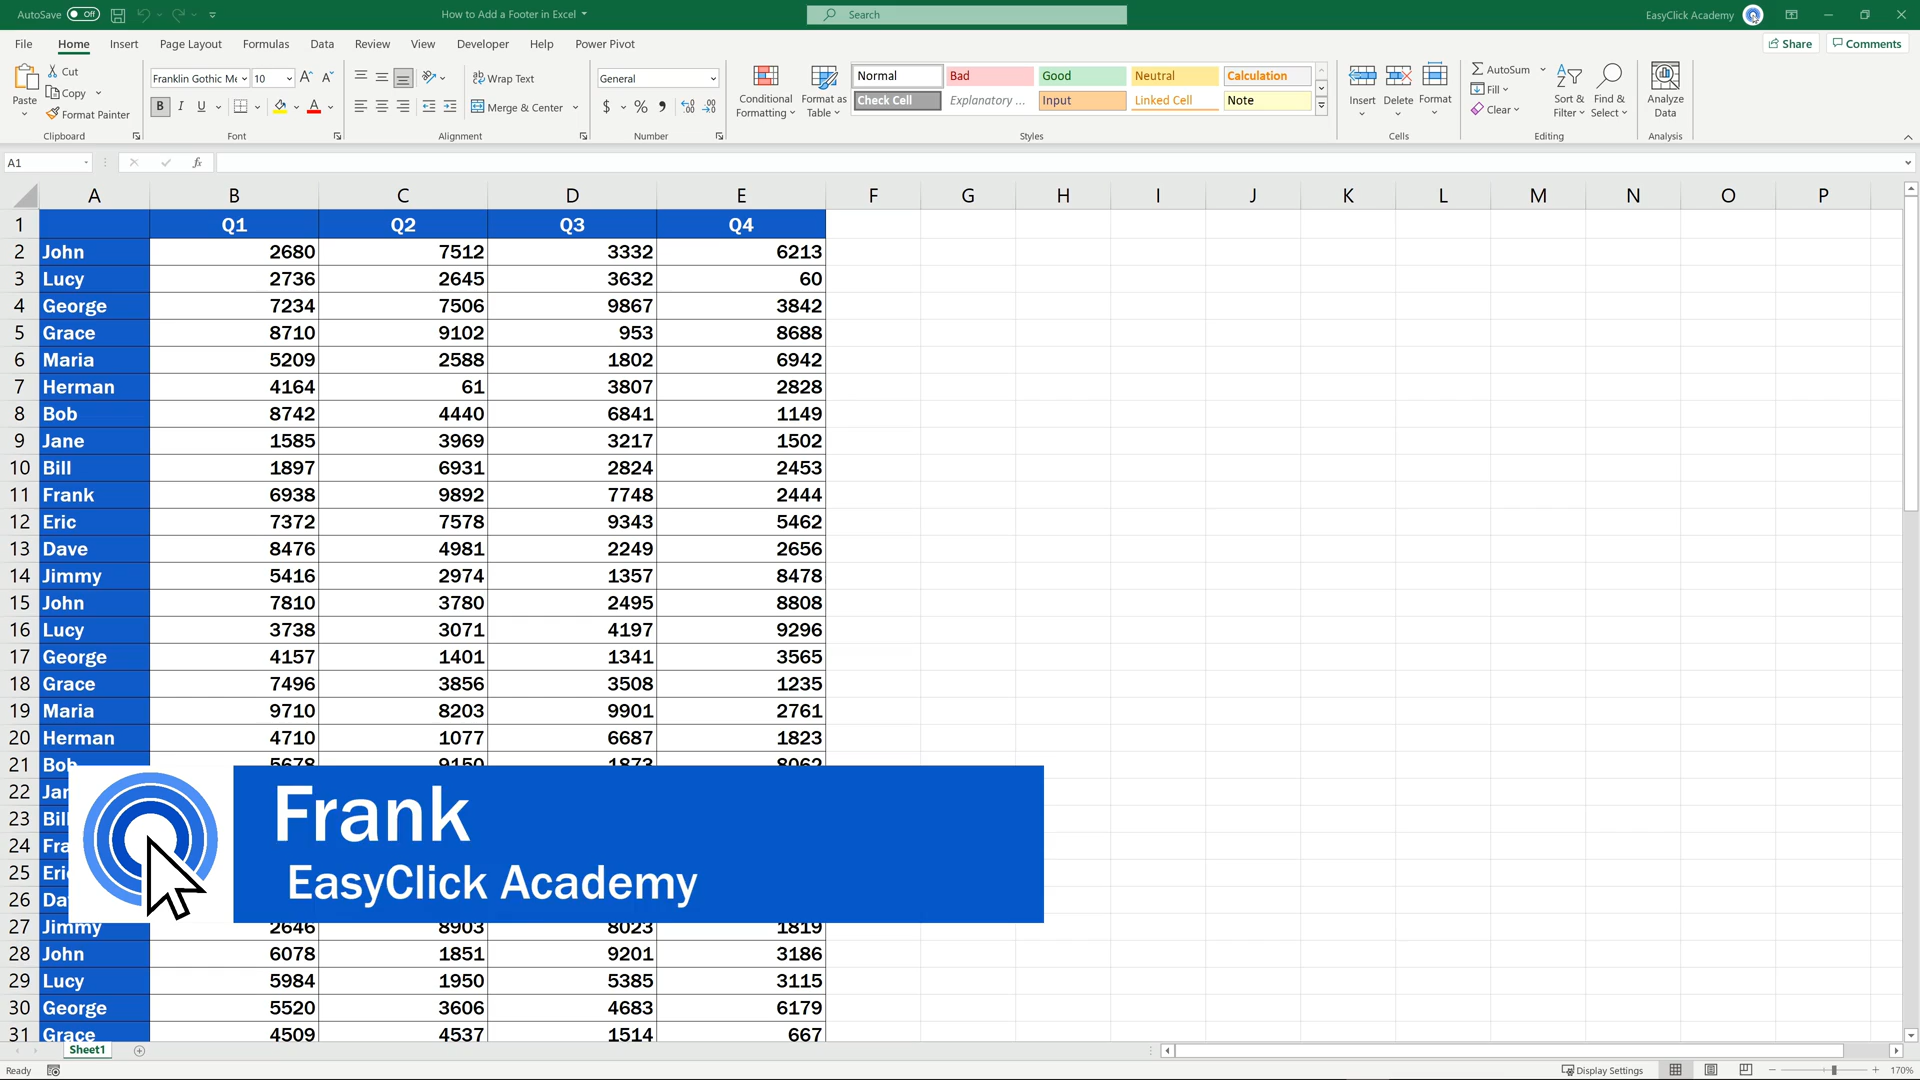 AutoSave Off How to Add a Footer in Excel Search EasyClick Academy
File Home Insert Page Layout Formulas Data Review View Developer Help Power Pivot Share Comments
Paste Cut Copy Format Painter Clipboard
Franklin Gothic Me 10 B I U Font
Wrap Text Merge & Center Alignment
General $ % Number
Conditional Formatting Format as Table
Normal Bad Good Neutral Calculation
Check Cell Explanatory ... Input Linked Cell Note
Styles
Insert Delete Format Cells
AutoSum Fill Clear Sort & Filter Find & Select Editing
Analyze Data Analysis
A1 fx
A B C D E F G H I J K L M N O P
1 Q1 Q2 Q3 Q4
2 John 2680 7512 3332 6213
3 Lucy 2736 2645 3632 60
4 George 7234 7506 9867 3842
5 Grace 8710 9102 953 8688
6 Maria 5209 2588 1802 6942
7 Herman 4164 61 3807 2828
8 Bob 8742 4440 6841 1149
9 Jane 1585 3969 3217 1502
10 Bill 1897 6931 2824 2453
11 Frank 6938 9892 7748 2444
12 Eric 7372 7578 9343 5462
13 Dave 8476 4981 2249 2656
14 Jimmy 5416 2974 1357 8478
15 John 7810 3780 2495 8808
16 Lucy 3738 3071 4197 9296
17 George 4157 1401 1341 3565
18 Grace 7496 3856 3508 1235
19 Maria 9710 8203 9901 2761
20 Herman 4710 1077 6687 1823
21 Bob 5678 9150 1873 8062
22
23
24
25
26
Frank
EasyClick Academy
27 Jimmy 2646 8903 8023 1819
28 John 6078 1851 9201 3186
29 Lucy 5984 1950 5385 3115
30 George 5520 3606 4683 6179
31 Grace 4509 4537 1514 667
Sheet1
Ready Display Settings 170%